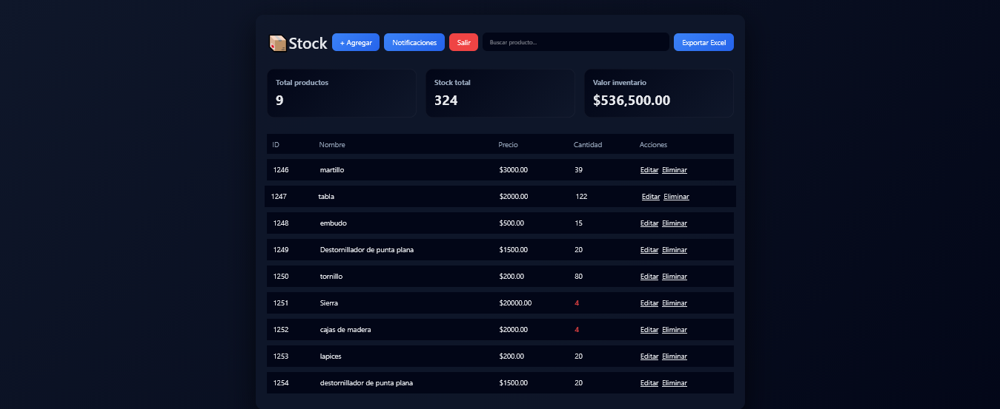 Stock + Agregar Notificaciones Salir Buscar producto... Exportar Excel
Total productos Stock total Valor inventario
9 324 $536,500.00
ID Nombre Precio Cantidad Acciones
1246 martillo $3000.00 39 Editar Eliminar
1247 tabla $2000.00 122 Editar Eliminar
1248 embudo $500.00 15 Editar Eliminar
1249 Destornillador de punta plana $1500.00 20 Editar Eliminar
1250 tornillo $200.00 80 Editar Eliminar
1251 Sierra $20000.00 4 Editar Eliminar
1252 cajas de madera $2000.00 4 Editar Eliminar
1253 lapices $200.00 20 Editar Eliminar
1254 destornillador de punta plana $1500.00 20 Editar Eliminar